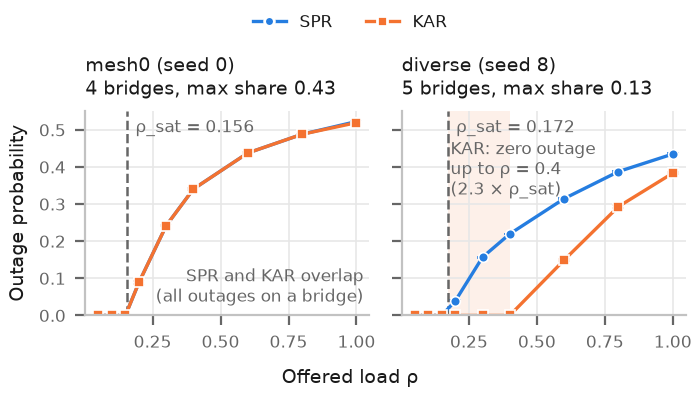 SPR KAR
mesh0 (seed 0)
4 bridges, max share 0.43
diverse (seed 8)
5 bridges, max share 0.13
Outage probability
0.5
0.4
0.3
0.2
0.1
0.0
ρ_sat = 0.156
SPR and KAR overlap
(all outages on a bridge)
0.25 0.50 0.75 1.00
ρ_sat = 0.172
KAR: zero outage
up to ρ = 0.4
(2.3 × ρ_sat)
0.25 0.50 0.75 1.00
Offered load ρ